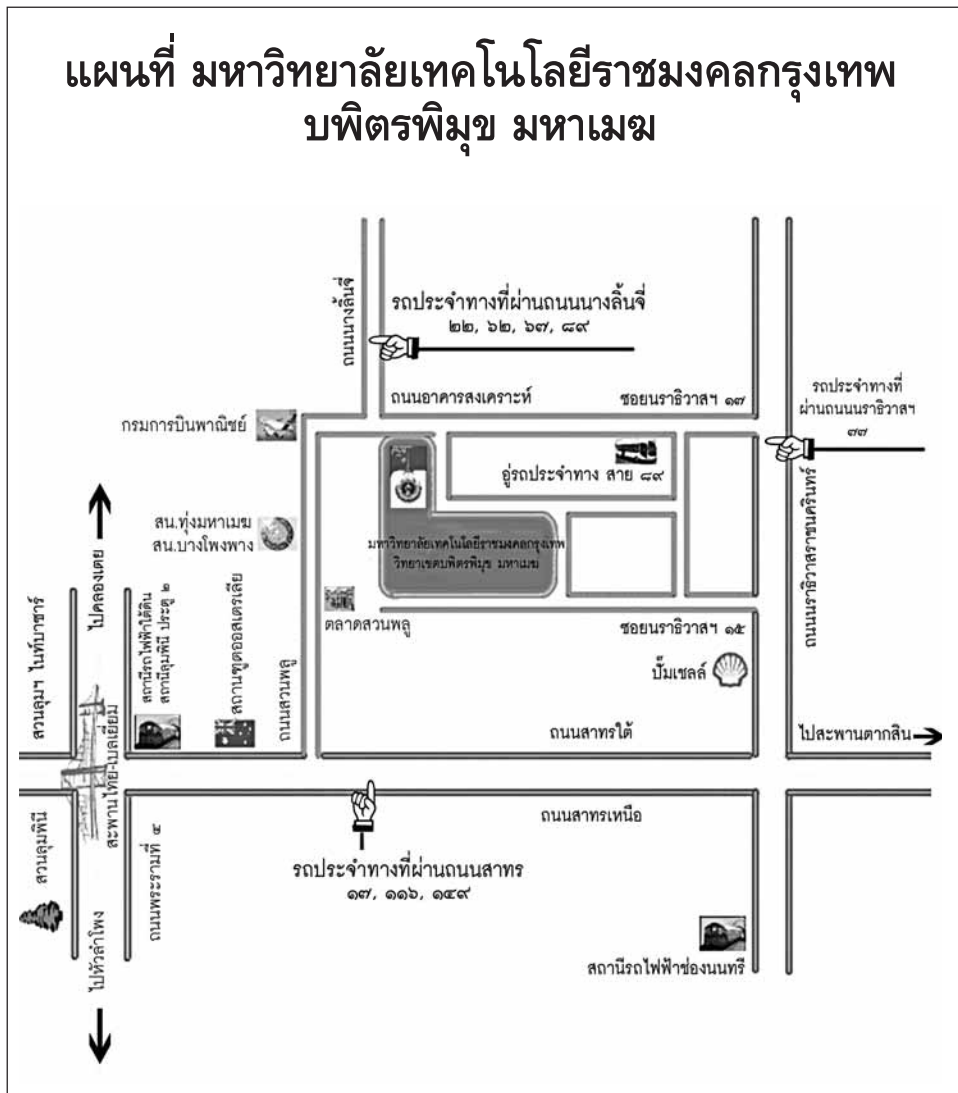 แผนที่ มหาวิทยาลัยเทคโนโลยีราชมงคลกรุงเทพ
บพิตรพิมุข มหาเมฆ
ถนนนางลิ้นจี่
รถประจำทางที่ผ่านถนนนางลิ้นจี่
๒๒, ๖๒, ๖๗, ๘๙
ถนนอาคารสงเคราะห์
ซอยนราธิวาสฯ ๑๗
รถประจำทางที่
ผ่านถนนนราธิวาสฯ
๗๗
กรมการบินพาณิชย์
อู่รถประจำทาง สาย ๘๙
สน.ทุ่งมหาเมฆ
สน.บางโพงพาง
มหาวิทยาลัยเทคโนโลยีราชมงคลกรุงเทพ
วิทยาเขตบพิตรพิมุข มหาเมฆ
ถนนนราธิวาสราชนครินทร์
ไปคลองเตย
สวนลุมฯ ไนท์บาซาร์
สถานีรถไฟฟ้าใต้ดิน
สถานีลุมพินี ประตู ๒
สถานฑูตออสเตรเลีย
ถนนสวนพลู
ตลาดสวนพลู
ซอยนราธิวาสฯ ๑๕
ปั๊มเชลล์
ถนนสาทรใต้
ไปสะพานตากสิน
สะพานไทย-เบลเยี่ยม
ถนนสาทรเหนือ
สวนลุมพินี
ถนนพระรามที่ ๔
รถประจำทางที่ผ่านถนนสาทร
๑๗, ๑๑๖, ๑๔๙
ไปหัวลำโพง
สถานีรถไฟฟ้าช่องนนทรี